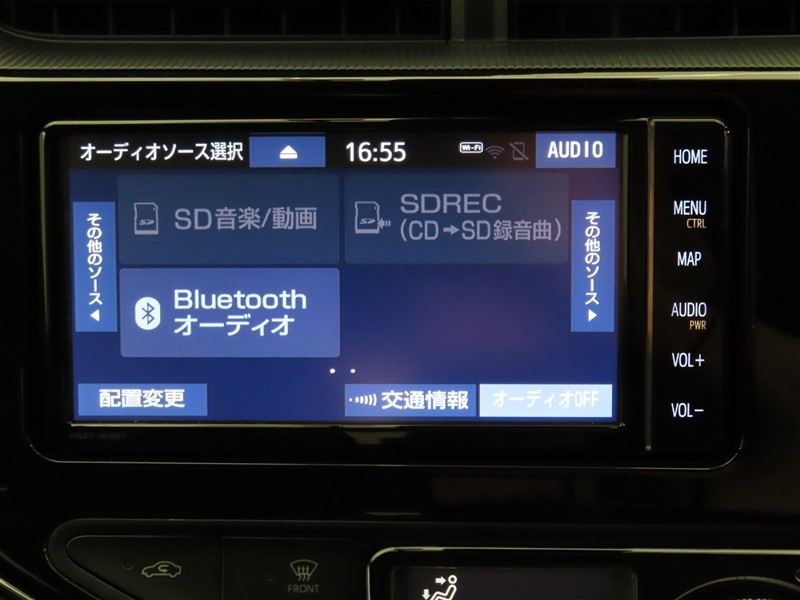 オーディオソース選択 16:55 Wi-Fi AUDIO
HOME
MENU
CTRL
MAP
AUDIO
PWR
VOL+
VOL-
その他のソース
SD音楽/動画
SDREC
(CD→SD録音曲)
その他のソース
Bluetooth
オーディオ
配置変更 交通情報 オーディオOFF
FRONT